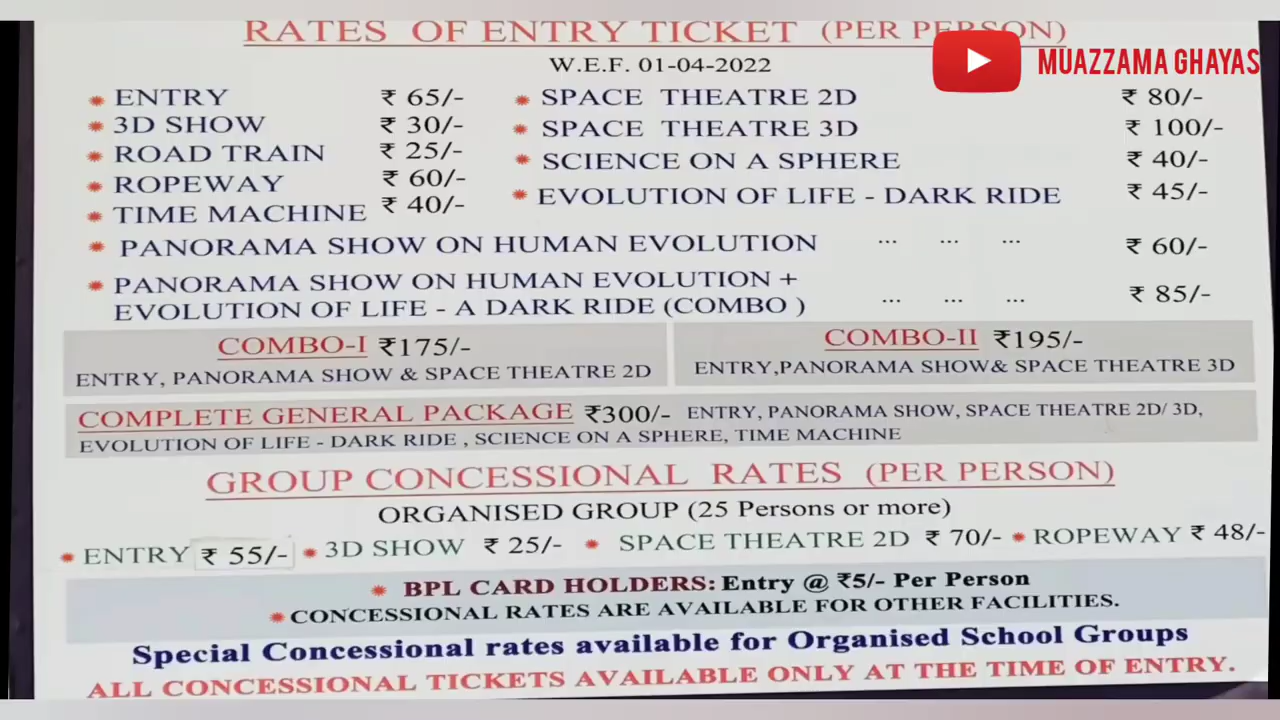 RATES OF ENTRY TICKET (PER PERSON)
MUAZZAMA GHAYAS
W.E.F. 01-04-2022
ENTRY ₹ 65/-
3D SHOW ₹ 30/-
ROAD TRAIN ₹ 25/-
ROPEWAY ₹ 60/-
TIME MACHINE ₹ 40/-
SPACE THEATRE 2D ₹ 80/-
SPACE THEATRE 3D ₹ 100/-
SCIENCE ON A SPHERE ₹ 40/-
EVOLUTION OF LIFE - DARK RIDE ₹ 45/-
PANORAMA SHOW ON HUMAN EVOLUTION ... ... ... ₹ 60/-
PANORAMA SHOW ON HUMAN EVOLUTION +
EVOLUTION OF LIFE - A DARK RIDE (COMBO ) ... ... ... ₹ 85/-
COMBO-I ₹175/-
ENTRY, PANORAMA SHOW & SPACE THEATRE 2D
COMBO-II ₹195/-
ENTRY,PANORAMA SHOW& SPACE THEATRE 3D
COMPLETE GENERAL PACKAGE ₹300/- ENTRY, PANORAMA SHOW, SPACE THEATRE 2D/ 3D,
EVOLUTION OF LIFE - DARK RIDE , SCIENCE ON A SPHERE, TIME MACHINE
GROUP CONCESSIONAL RATES (PER PERSON)
ORGANISED GROUP (25 Persons or more)
ENTRY ₹ 55/- 3D SHOW ₹ 25/- SPACE THEATRE 2D ₹ 70/- ROPEWAY ₹ 48/-
BPL CARD HOLDERS: Entry @ ₹5/- Per Person
CONCESSIONAL RATES ARE AVAILABLE FOR OTHER FACILITIES.
Special Concessional rates available for Organised School Groups
ALL CONCESSIONAL TICKETS AVAILABLE ONLY AT THE TIME OF ENTRY.